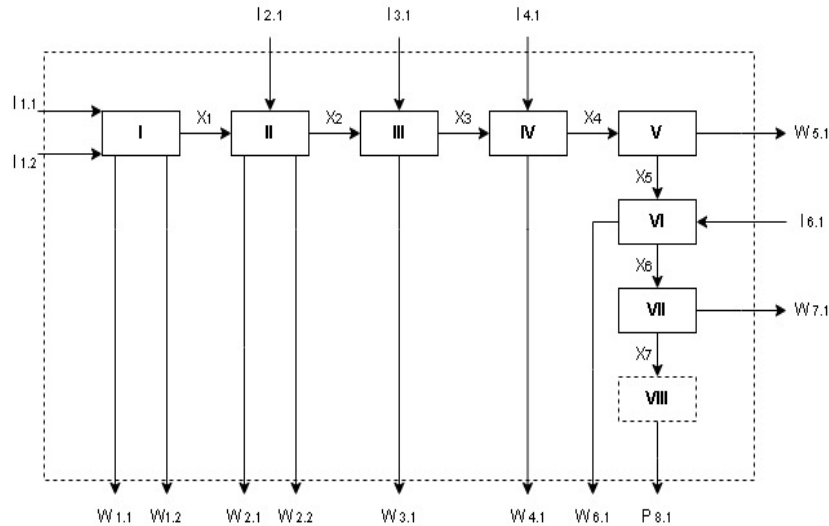 I2.1 I3.1 I4.1
I1.1
I1.2
I X1 II X2 III X3 IV X4 V W5.1
X5
VI I6.1
X6
VII W7.1
X7
VIII
W1.1 W1.2 W2.1 W2.2 W3.1 W4.1 W6.1 P8.1